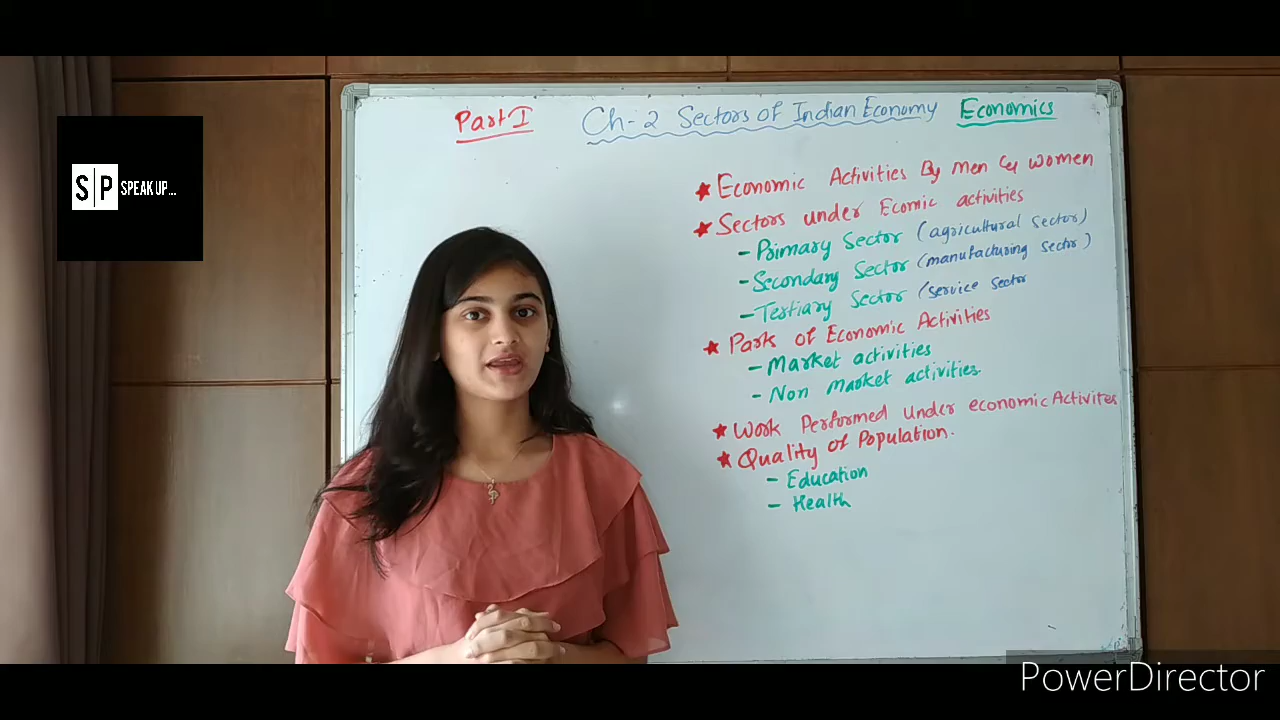 Part I
Ch-2 Sectors of Indian Economy
Economics
S|P SPEAK UP...
★ Economic Activities By Men & women
★ Sectors under Ecomic activities
- Primary Sector (agricultural sector)
- Secondary Sector (manufacturing sector)
- Tertiary Sector (service sector
★ Parts of Economic Activities
- Market activities
- Non Market activities.
★ Work Performed Under economic Activites
★ Quality of Population.
- Education
- Health
PowerDirector